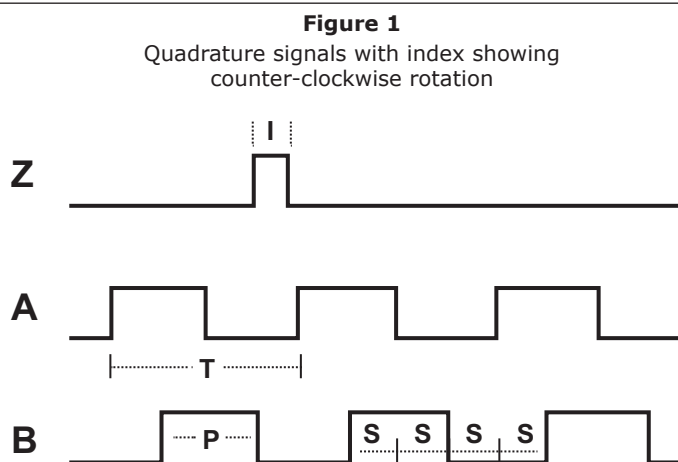 Figure 1
Quadrature signals with index showing
counter-clockwise rotation
I
Z
A
T
B
P
S S S S